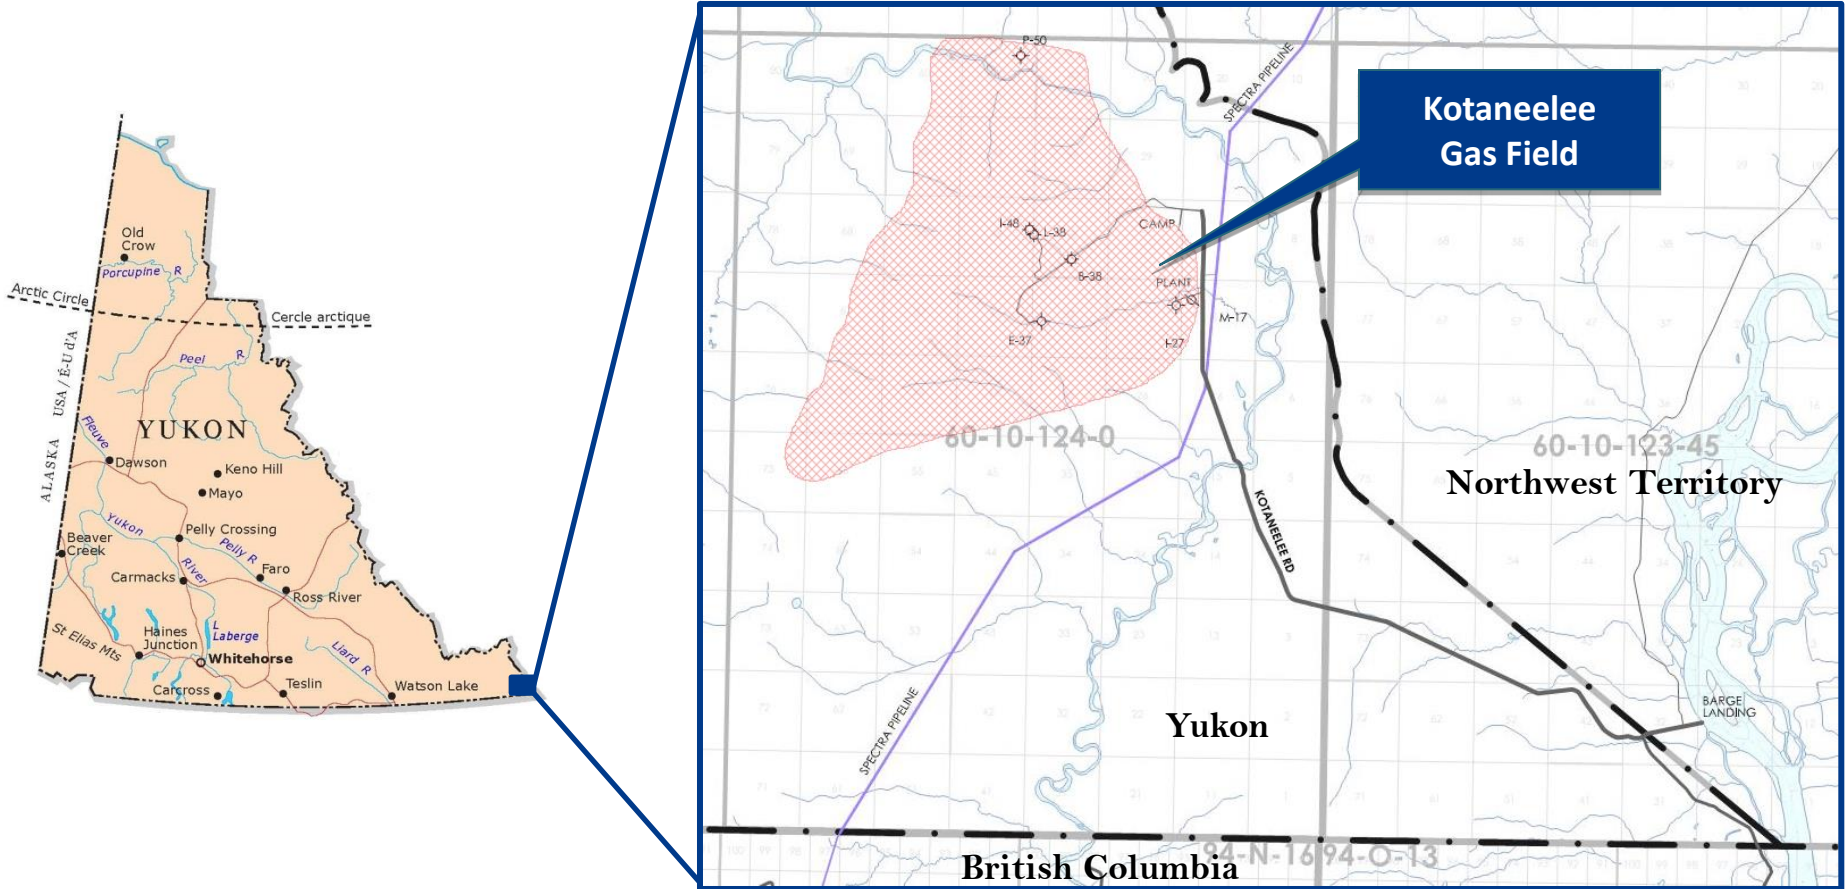 Old
Crow
Porcupine R
Arctic Circle
Cercle arctique
ALASKA USA / É-U d'A
Peel R
YUKON
Fleuve
Dawson
Keno Hill
Mayo
Yukon
River
Pelly Crossing
Pelly R
Beaver
Creek
Carmacks
Faro
Ross River
St Elias Mts
Haines
Junction
L
Laberge
Whitehorse
Liard R
Carcross
Teslin
Watson Lake
P-50
SPECTRA PIPELINE
Kotaneelee
Gas Field
I-48
L-38
CAMP
B-38
PLANT
M-17
E-37
I-27
60-10-124-0
60-10-123-45
Northwest Territory
KOTANEELEE RD
SPECTRA PIPELINE
BARGE
LANDING
Yukon
British Columbia
94-N-16
94-O-13